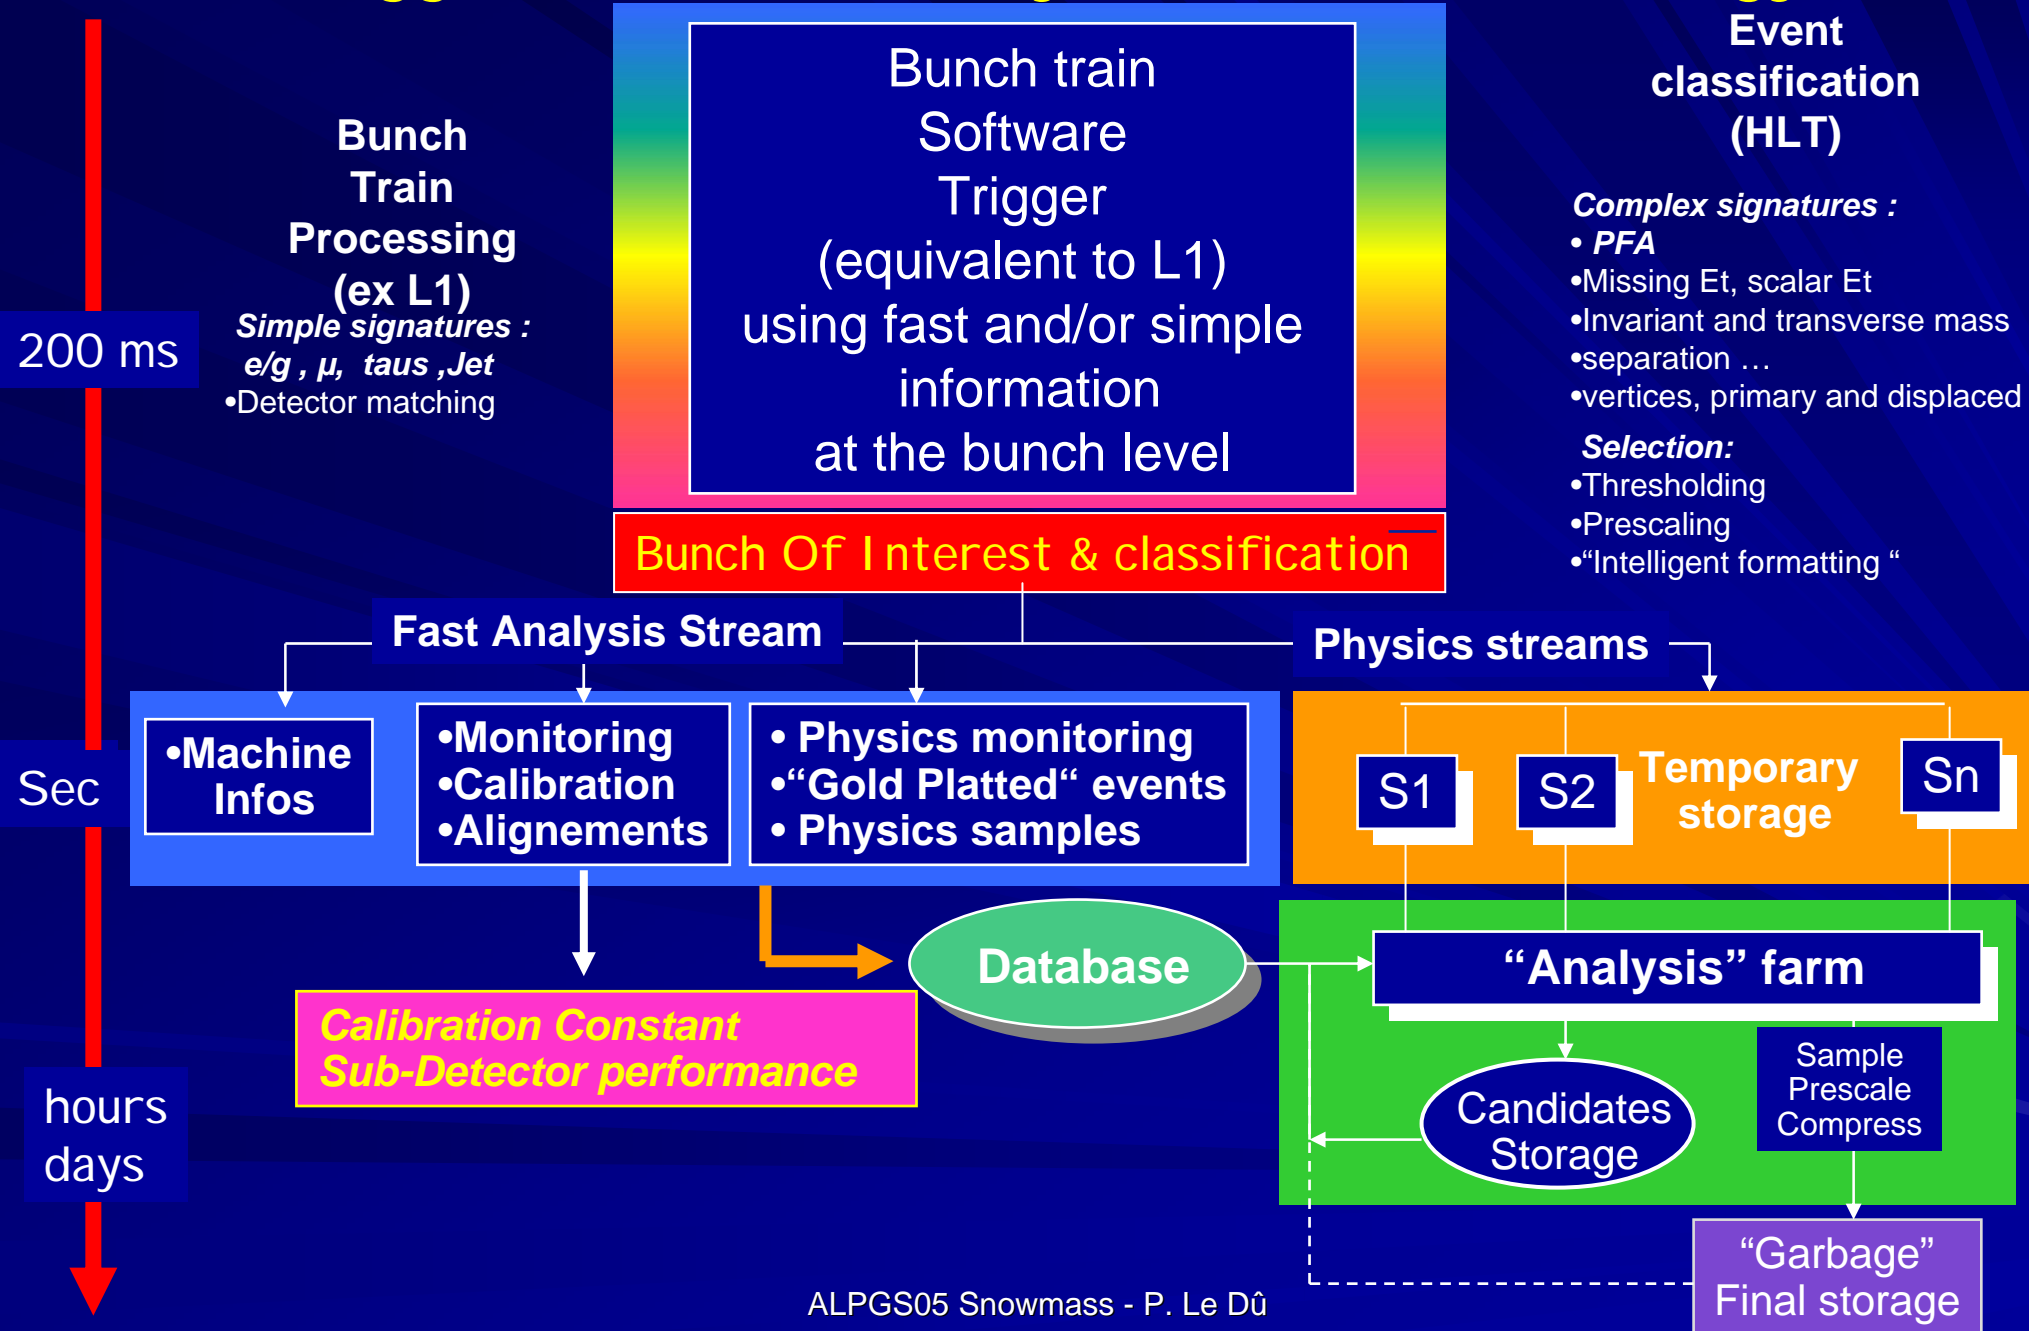 Bunch
Train
Processing
(ex L1)
Simple signatures :
e/g , µ, taus ,Jet
•Detector matching
Bunch train
Software
Trigger
(equivalent to L1)
using fast and/or simple
information
at the bunch level
Event
classification
(HLT)
Complex signatures :
• PFA
•Missing Et, scalar Et
•Invariant and transverse mass
•separation …
•vertices, primary and displaced
Selection:
•Thresholding
•Prescaling
•“Intelligent formatting “
200 ms
Bunch Of Interest & classification
Fast Analysis Stream
Physics streams
Sec
•Machine
Infos
•Monitoring
•Calibration
•Alignements
• Physics monitoring
•“Gold Platted“ events
• Physics samples
S1
S2
Temporary
storage
Sn
Database
“Analysis” farm
Calibration Constant
Sub-Detector performance
Candidates
Storage
Sample
Prescale
Compress
hours
days
“Garbage”
Final storage
ALPGS05 Snowmass - P. Le Dû